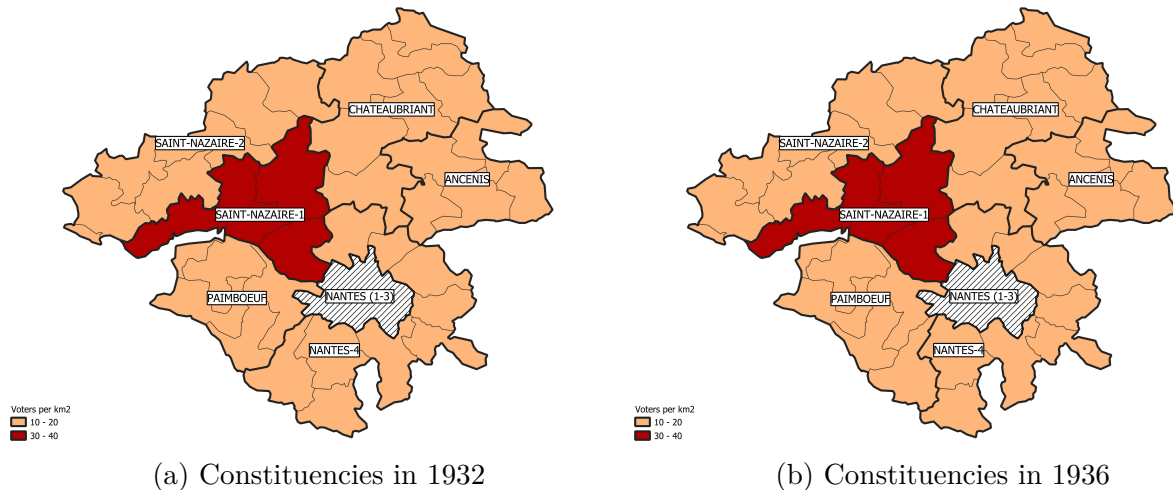 CHATEAUBRIANT
SAINT-NAZAIRE-2
ANCENIS
SAINT-NAZAIRE-1
PAIMBOEUF
NANTES (1-3)
NANTES-4
Voters per km2
10 - 20
30 - 40
(a) Constituencies in 1932
CHATEAUBRIANT
SAINT-NAZAIRE-2
ANCENIS
SAINT-NAZAIRE-1
PAIMBOEUF
NANTES (1-3)
NANTES-4
Voters per km2
10 - 20
30 - 40
(b) Constituencies in 1936